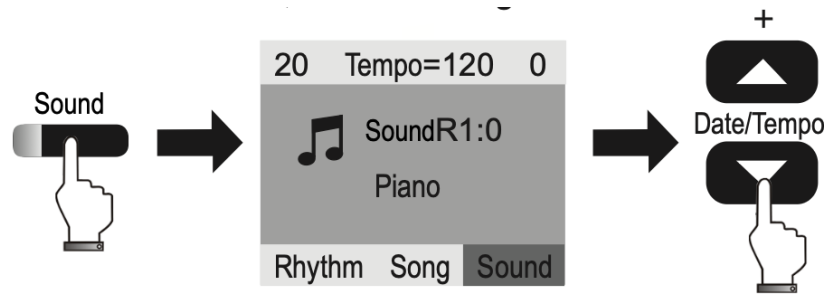 Sound
20 Tempo=120 0
SoundR1:0
Piano
Rhythm Song Sound
+
Date/Tempo